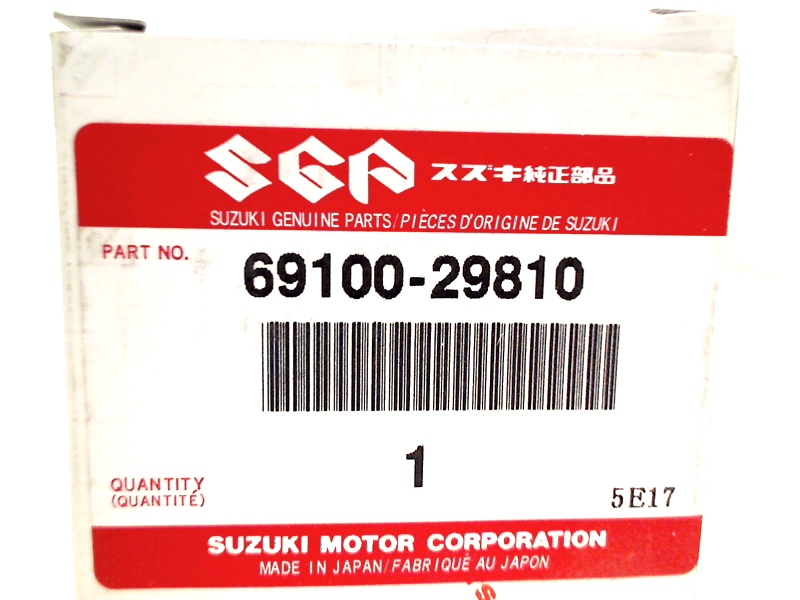 SGP スズキ純正部品
SUZUKI GENUINE PARTS/PIÈCES D'ORIGINE DE SUZUKI
PART NO. 69100-29810
1
QUANTITY
(QUANTITÉ)
5E17
SUZUKI MOTOR CORPORATION
MADE IN JAPAN/FABRIQUÉ AU JAPON